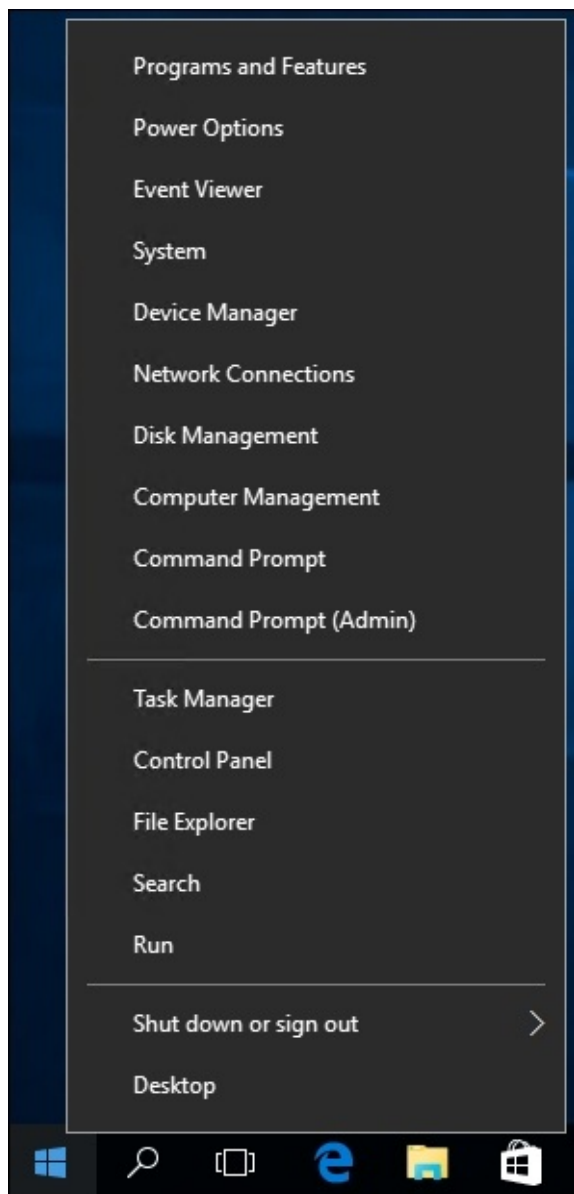 Programs and Features
Power Options
Event Viewer
System
Device Manager
Network Connections
Disk Management
Computer Management
Command Prompt
Command Prompt (Admin)
Task Manager
Control Panel
File Explorer
Search
Run
Shut down or sign out
Desktop